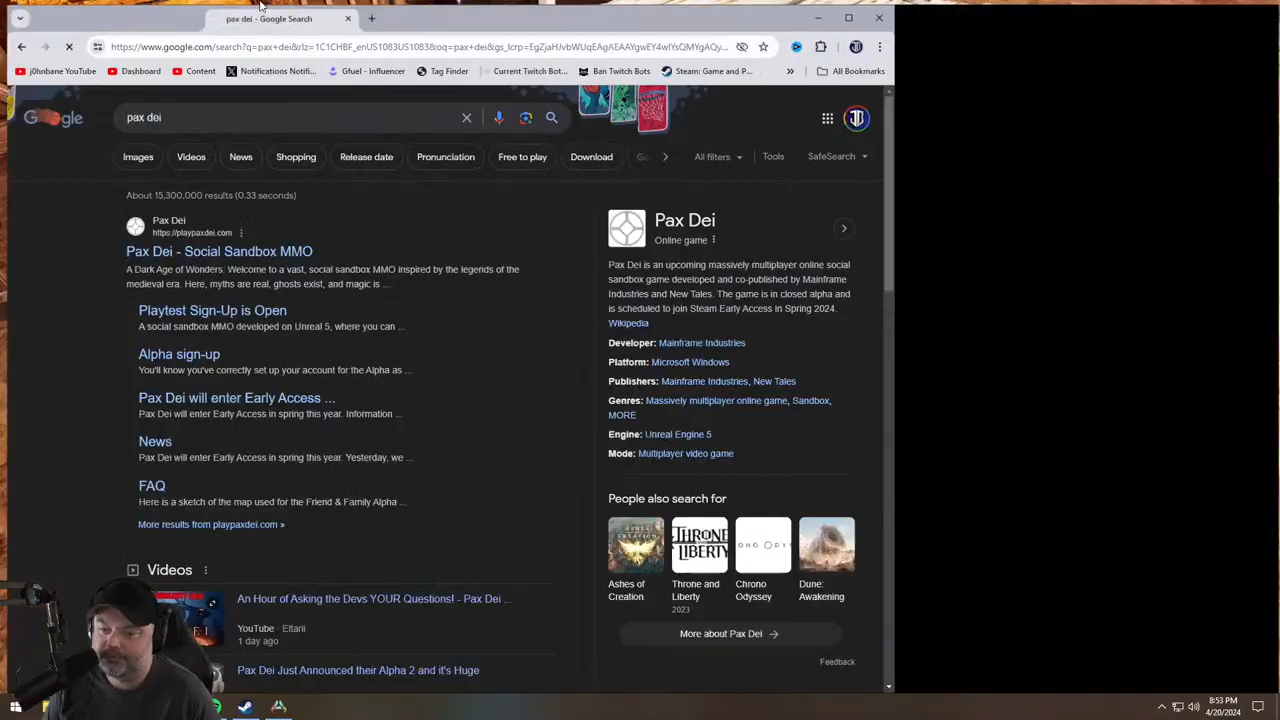 pax dei - Google Search
https://www.google.com/search?q=pax+dei&rlz=1C1CHBF_enUS1083US1083&oq=pax+dei&gs_lcrp=EgZjaHJvbWUqEAgAEAAYgwEY4wIYsQMYgAQy...
j0hnbane YouTube
Dashboard
Content
Notifications Notifi...
Gfuel - Influencer
Tag Finder
Current Twitch Bot...
Ban Twitch Bots
Steam: Game and P...
»
All Bookmarks
pax dei
Images
Videos
News
Shopping
Release date
Pronunciation
Free to play
Download
All filters
Tools
SafeSearch
About 15,300,000 results (0.33 seconds)
Pax Dei
https://playpaxdei.com
Pax Dei - Social Sandbox MMO
A Dark Age of Wonders. Welcome to a vast, social sandbox MMO inspired by the legends of the
medieval era. Here, myths are real, ghosts exist, and magic is ...
Playtest Sign-Up is Open
A social sandbox MMO developed on Unreal 5, where you can ...
Alpha sign-up
You'll know you've correctly set up your account for the Alpha as ...
Pax Dei will enter Early Access ...
Pax Dei will enter Early Access in spring this year. Information ...
News
Pax Dei will enter Early Access in spring this year. Yesterday, we ...
FAQ
Here is a sketch of the map used for the Friend & Family Alpha ...
More results from playpaxdei.com »
Videos
An Hour of Asking the Devs YOUR Questions! - Pax Dei ...
YouTube · Eltarii
1 day ago
Pax Dei Just Announced their Alpha 2 and it's Huge
Pax Dei
Online game
Pax Dei is an upcoming massively multiplayer online social
sandbox game developed and co-published by Mainframe
Industries and New Tales. The game is in closed alpha and
is scheduled to join Steam Early Access in Spring 2024.
Wikipedia
Developer: Mainframe Industries
Platform: Microsoft Windows
Publishers: Mainframe Industries, New Tales
Genres: Massively multiplayer online game, Sandbox,
MORE
Engine: Unreal Engine 5
Mode: Multiplayer video game
People also search for
THRONE
AND
LIBERTY
Ashes of
Creation
Throne and
Liberty
2023
Chrono
Odyssey
Dune:
Awakening
More about Pax Dei
Feedback
8:53 PM
4/20/2024